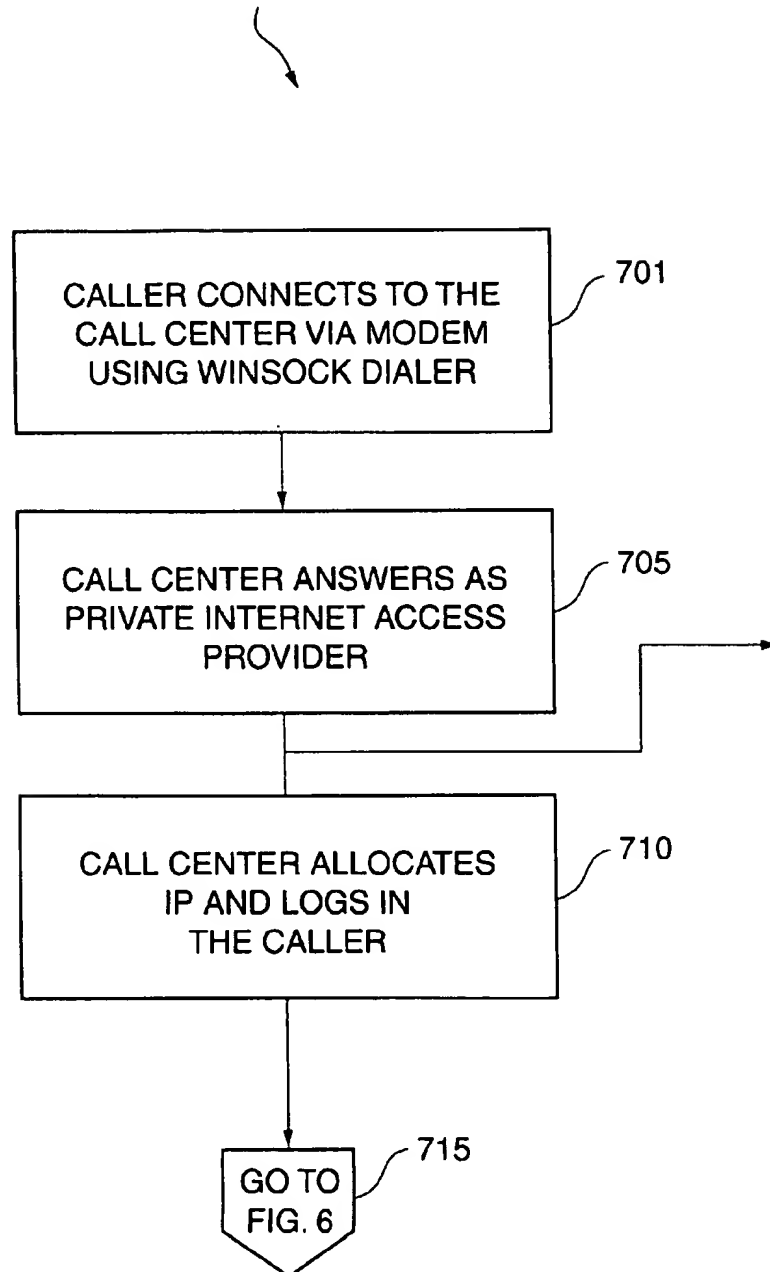 CALLER CONNECTS TO THE
CALL CENTER VIA MODEM
USING WINSOCK DIALER
701
CALL CENTER ANSWERS AS
PRIVATE INTERNET ACCESS
PROVIDER
705
CALL CENTER ALLOCATES
IP AND LOGS IN
THE CALLER
710
GO TO
FIG. 6
715